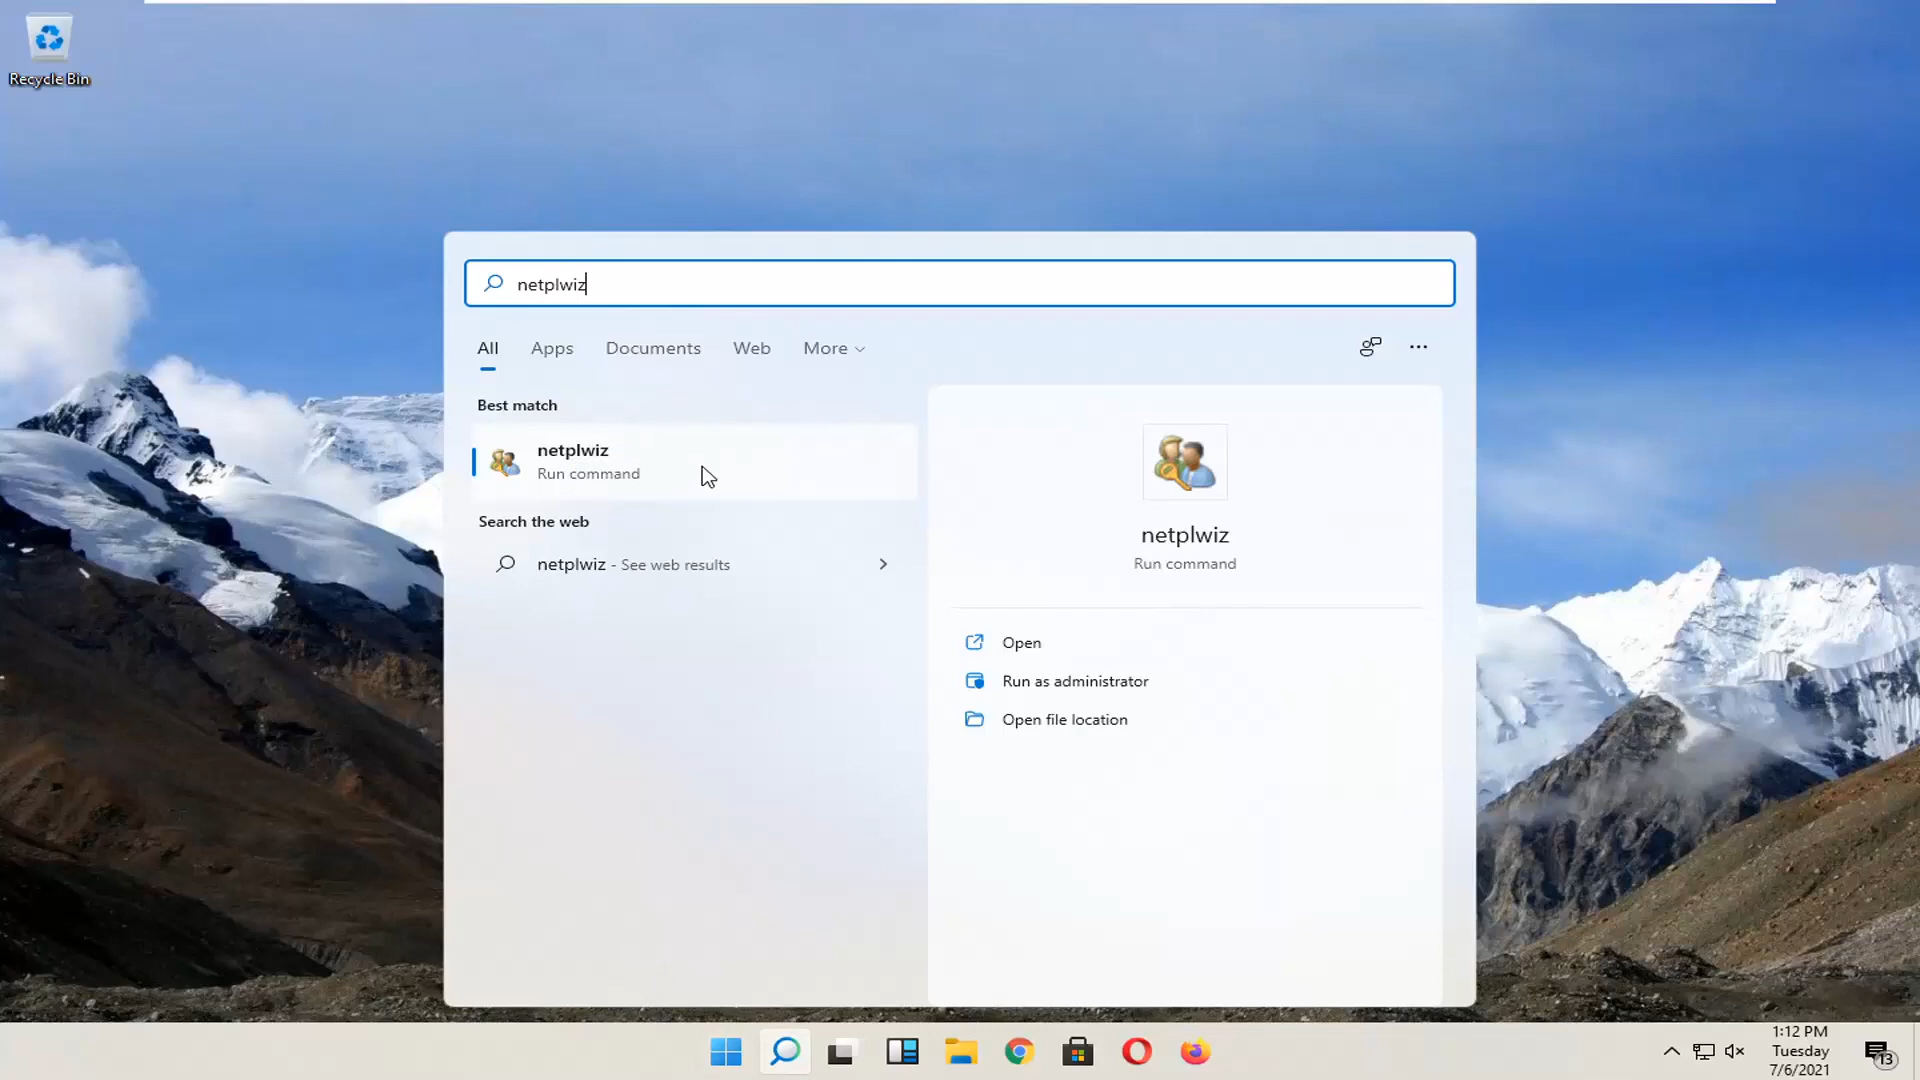 Recycle Bin
netplwiz
All Apps Documents Web More
Best match
netplwiz
Run command
Search the web
netplwiz - See web results
netplwiz
Run command
Open
Run as administrator
Open file location
1:12 PM
Tuesday
7/6/2021
13